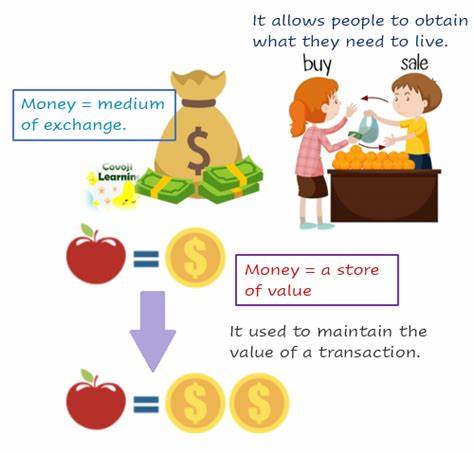 It allows people to obtain
what they need to live.
buy sale
Money = medium
of exchange.
$
Covoji
Learning
= $
Money = a store
of value
It used to maintain the
value of a transaction.
= $ $